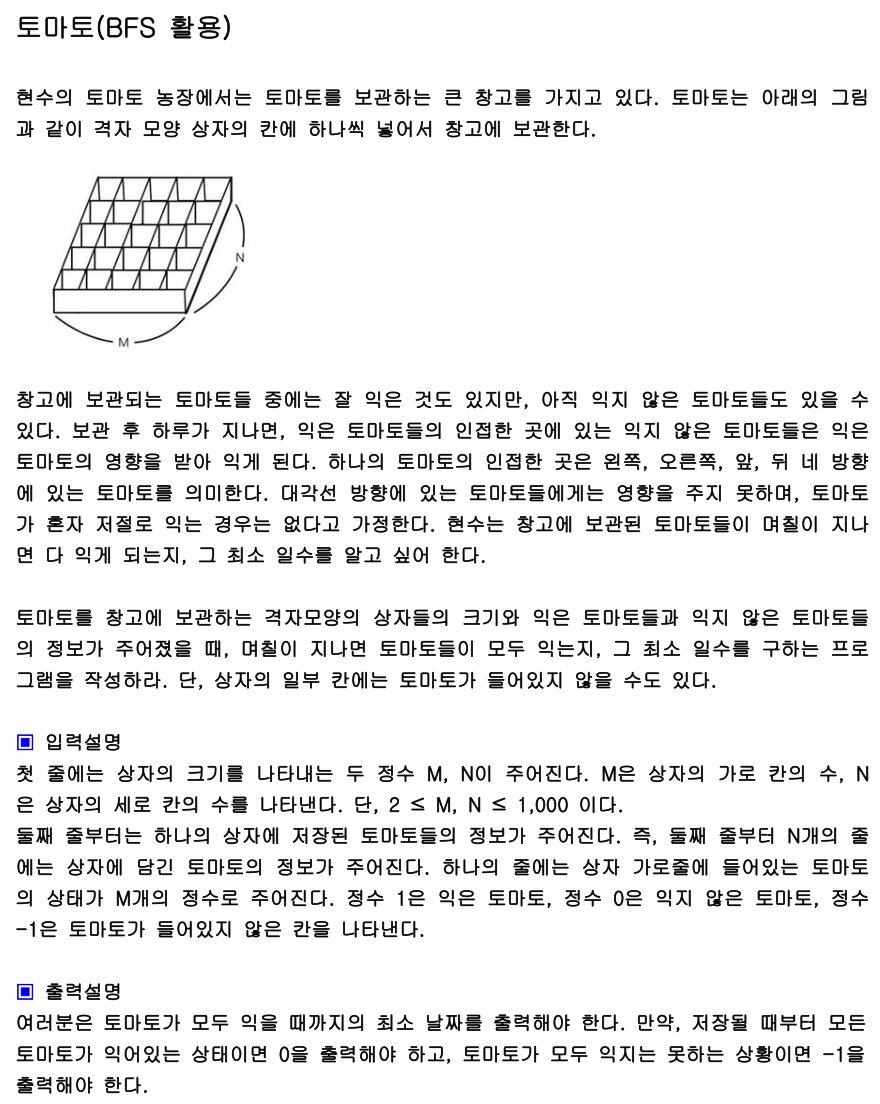 토마토(BFS 활용)
현수의 토마토 농장에서는 토마토를 보관하는 큰 창고를 가지고 있다. 토마토는 아래의 그림
과 같이 격자 모양 상자의 칸에 하나씩 넣어서 창고에 보관한다.
N
M
창고에 보관되는 토마토들 중에는 잘 익은 것도 있지만, 아직 익지 않은 토마토들도 있을 수
있다. 보관 후 하루가 지나면, 익은 토마토들의 인접한 곳에 있는 익지 않은 토마토들은 익은
토마토의 영향을 받아 익게 된다. 하나의 토마토의 인접한 곳은 왼쪽, 오른쪽, 앞, 뒤 네 방향
에 있는 토마토를 의미한다. 대각선 방향에 있는 토마토들에게는 영향을 주지 못하며, 토마토
가 혼자 저절로 익는 경우는 없다고 가정한다. 현수는 창고에 보관된 토마토들이 며칠이 지나
면 다 익게 되는지, 그 최소 일수를 알고 싶어 한다.
토마토를 창고에 보관하는 격자모양의 상자들의 크기와 익은 토마토들과 익지 않은 토마토들
의 정보가 주어졌을 때, 며칠이 지나면 토마토들이 모두 익는지, 그 최소 일수를 구하는 프로
그램을 작성하라. 단, 상자의 일부 칸에는 토마토가 들어있지 않을 수도 있다.
▣ 입력설명
첫 줄에는 상자의 크기를 나타내는 두 정수 M, N이 주어진다. M은 상자의 가로 칸의 수, N
은 상자의 세로 칸의 수를 나타낸다. 단, 2 ≤ M, N ≤ 1,000 이다.
둘째 줄부터는 하나의 상자에 저장된 토마토들의 정보가 주어진다. 즉, 둘째 줄부터 N개의 줄
에는 상자에 담긴 토마토의 정보가 주어진다. 하나의 줄에는 상자 가로줄에 들어있는 토마토
의 상태가 M개의 정수로 주어진다. 정수 1은 익은 토마토, 정수 0은 익지 않은 토마토, 정수
-1은 토마토가 들어있지 않은 칸을 나타낸다.
▣ 출력설명
여러분은 토마토가 모두 익을 때까지의 최소 날짜를 출력해야 한다. 만약, 저장될 때부터 모든
토마토가 익어있는 상태이면 0을 출력해야 하고, 토마토가 모두 익지는 못하는 상황이면 -1을
출력해야 한다.